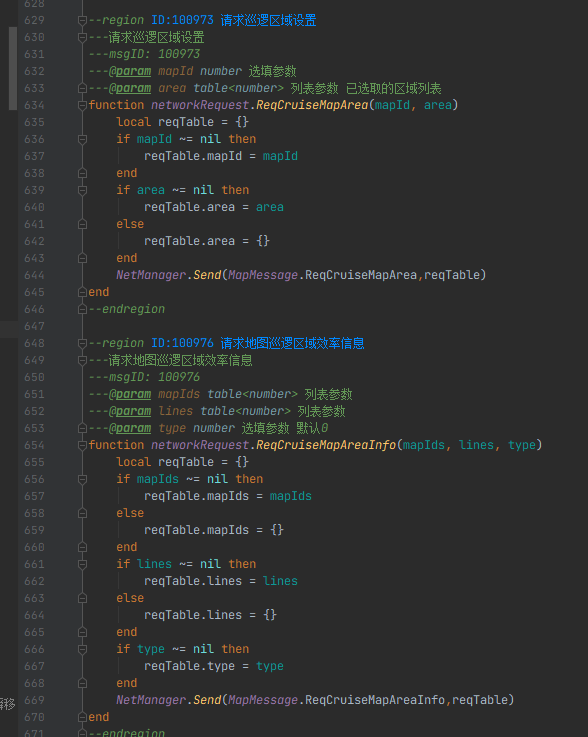 628
629 --region ID:100973 请求巡逻区域设置
630 ---请求巡逻区域设置
631 ---msgID: 100973
632 ---@param mapId number 选填参数
633 ---@param area table<number> 列表参数 已选取的区域列表
634 function networkRequest.ReqCruiseMapArea(mapId, area)
635 local reqTable = {}
636 if mapId ~= nil then
637 reqTable.mapId = mapId
638 end
639 if area ~= nil then
640 reqTable.area = area
641 else
642 reqTable.area = {}
643 end
644 NetManager.Send(MapMessage.ReqCruiseMapArea,reqTable)
645 end
646 --endregion
647
648 --region ID:100976 请求地图巡逻区域效率信息
649 ---请求地图巡逻区域效率信息
650 ---msgID: 100976
651 ---@param mapIds table<number> 列表参数
652 ---@param lines table<number> 列表参数
653 ---@param type number 选填参数 默认0
654 function networkRequest.ReqCruiseMapAreaInfo(mapIds, lines, type)
655 local reqTable = {}
656 if mapIds ~= nil then
657 reqTable.mapIds = mapIds
658 else
659 reqTable.mapIds = {}
660 end
661 if lines ~= nil then
662 reqTable.lines = lines
663 else
664 reqTable.lines = {}
665 end
666 if type ~= nil then
667 reqTable.type = type
668 end
669 NetManager.Send(MapMessage.ReqCruiseMapAreaInfo,reqTable)
670 end
671 --endregion